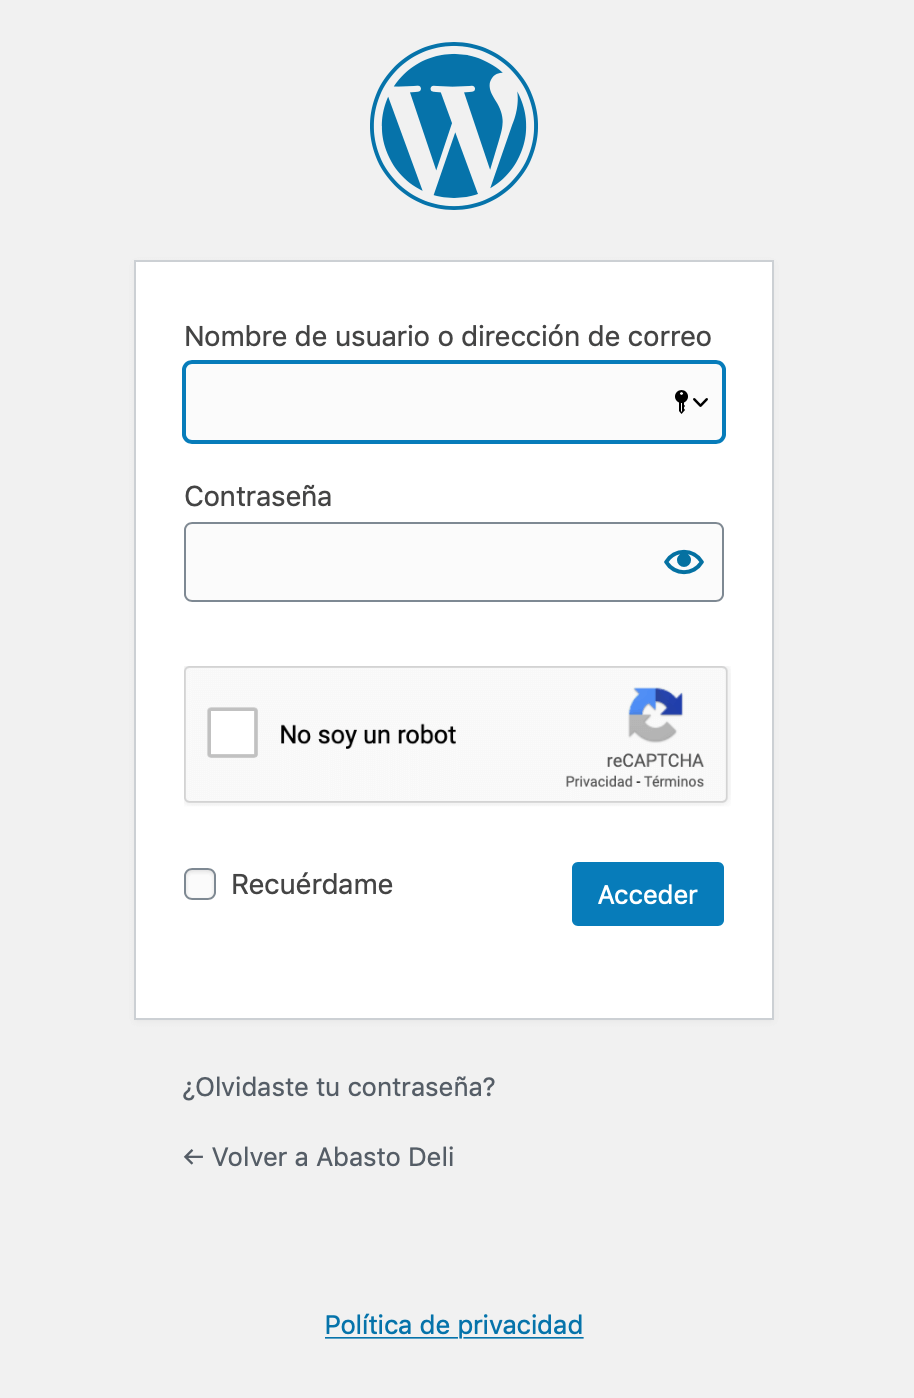 Nombre de usuario o dirección de correo
Contraseña
No soy un robot
reCAPTCHA
Privacidad - Términos
Recuérdame
Acceder
¿Olvidaste tu contraseña?
← Volver a Abasto Deli
Política de privacidad